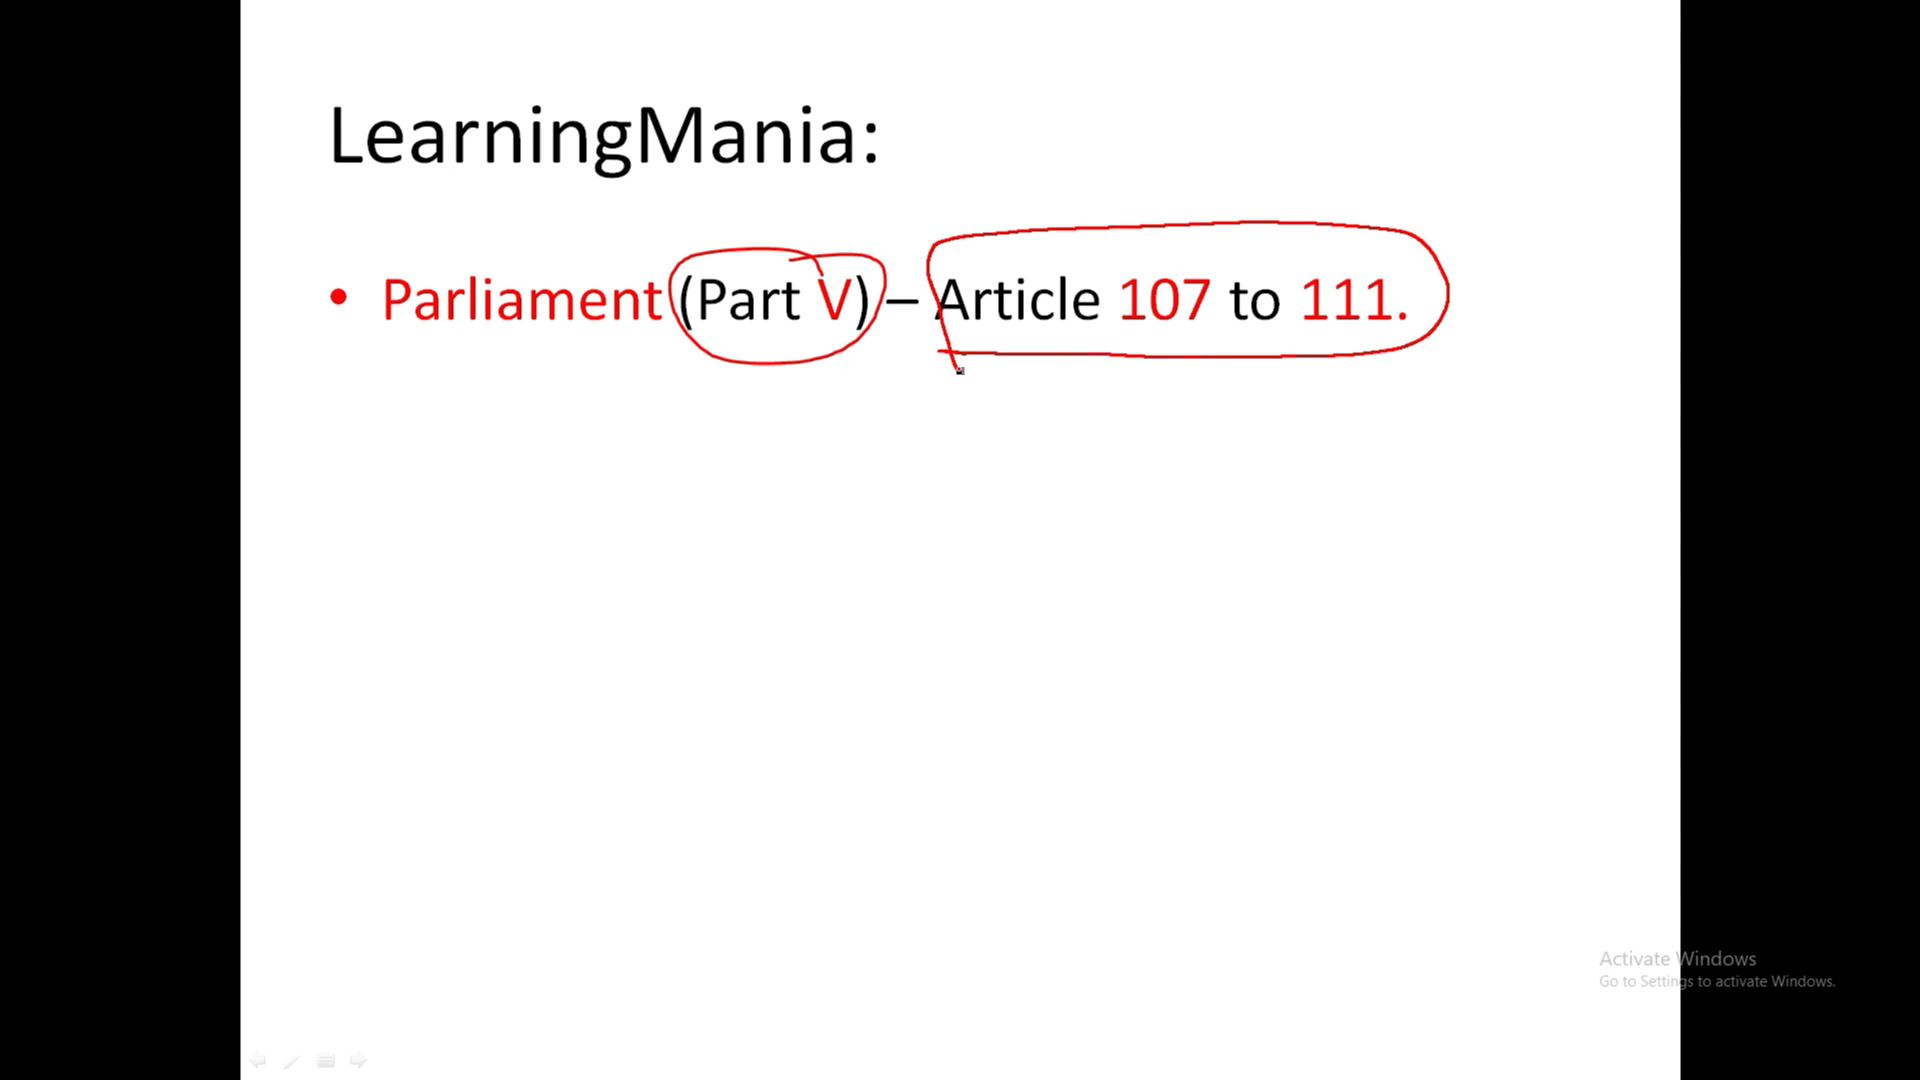 LearningMania:
• Parliament (Part V) – Article 107 to 111.
Activate Windows
Go to Settings to activate Windows.